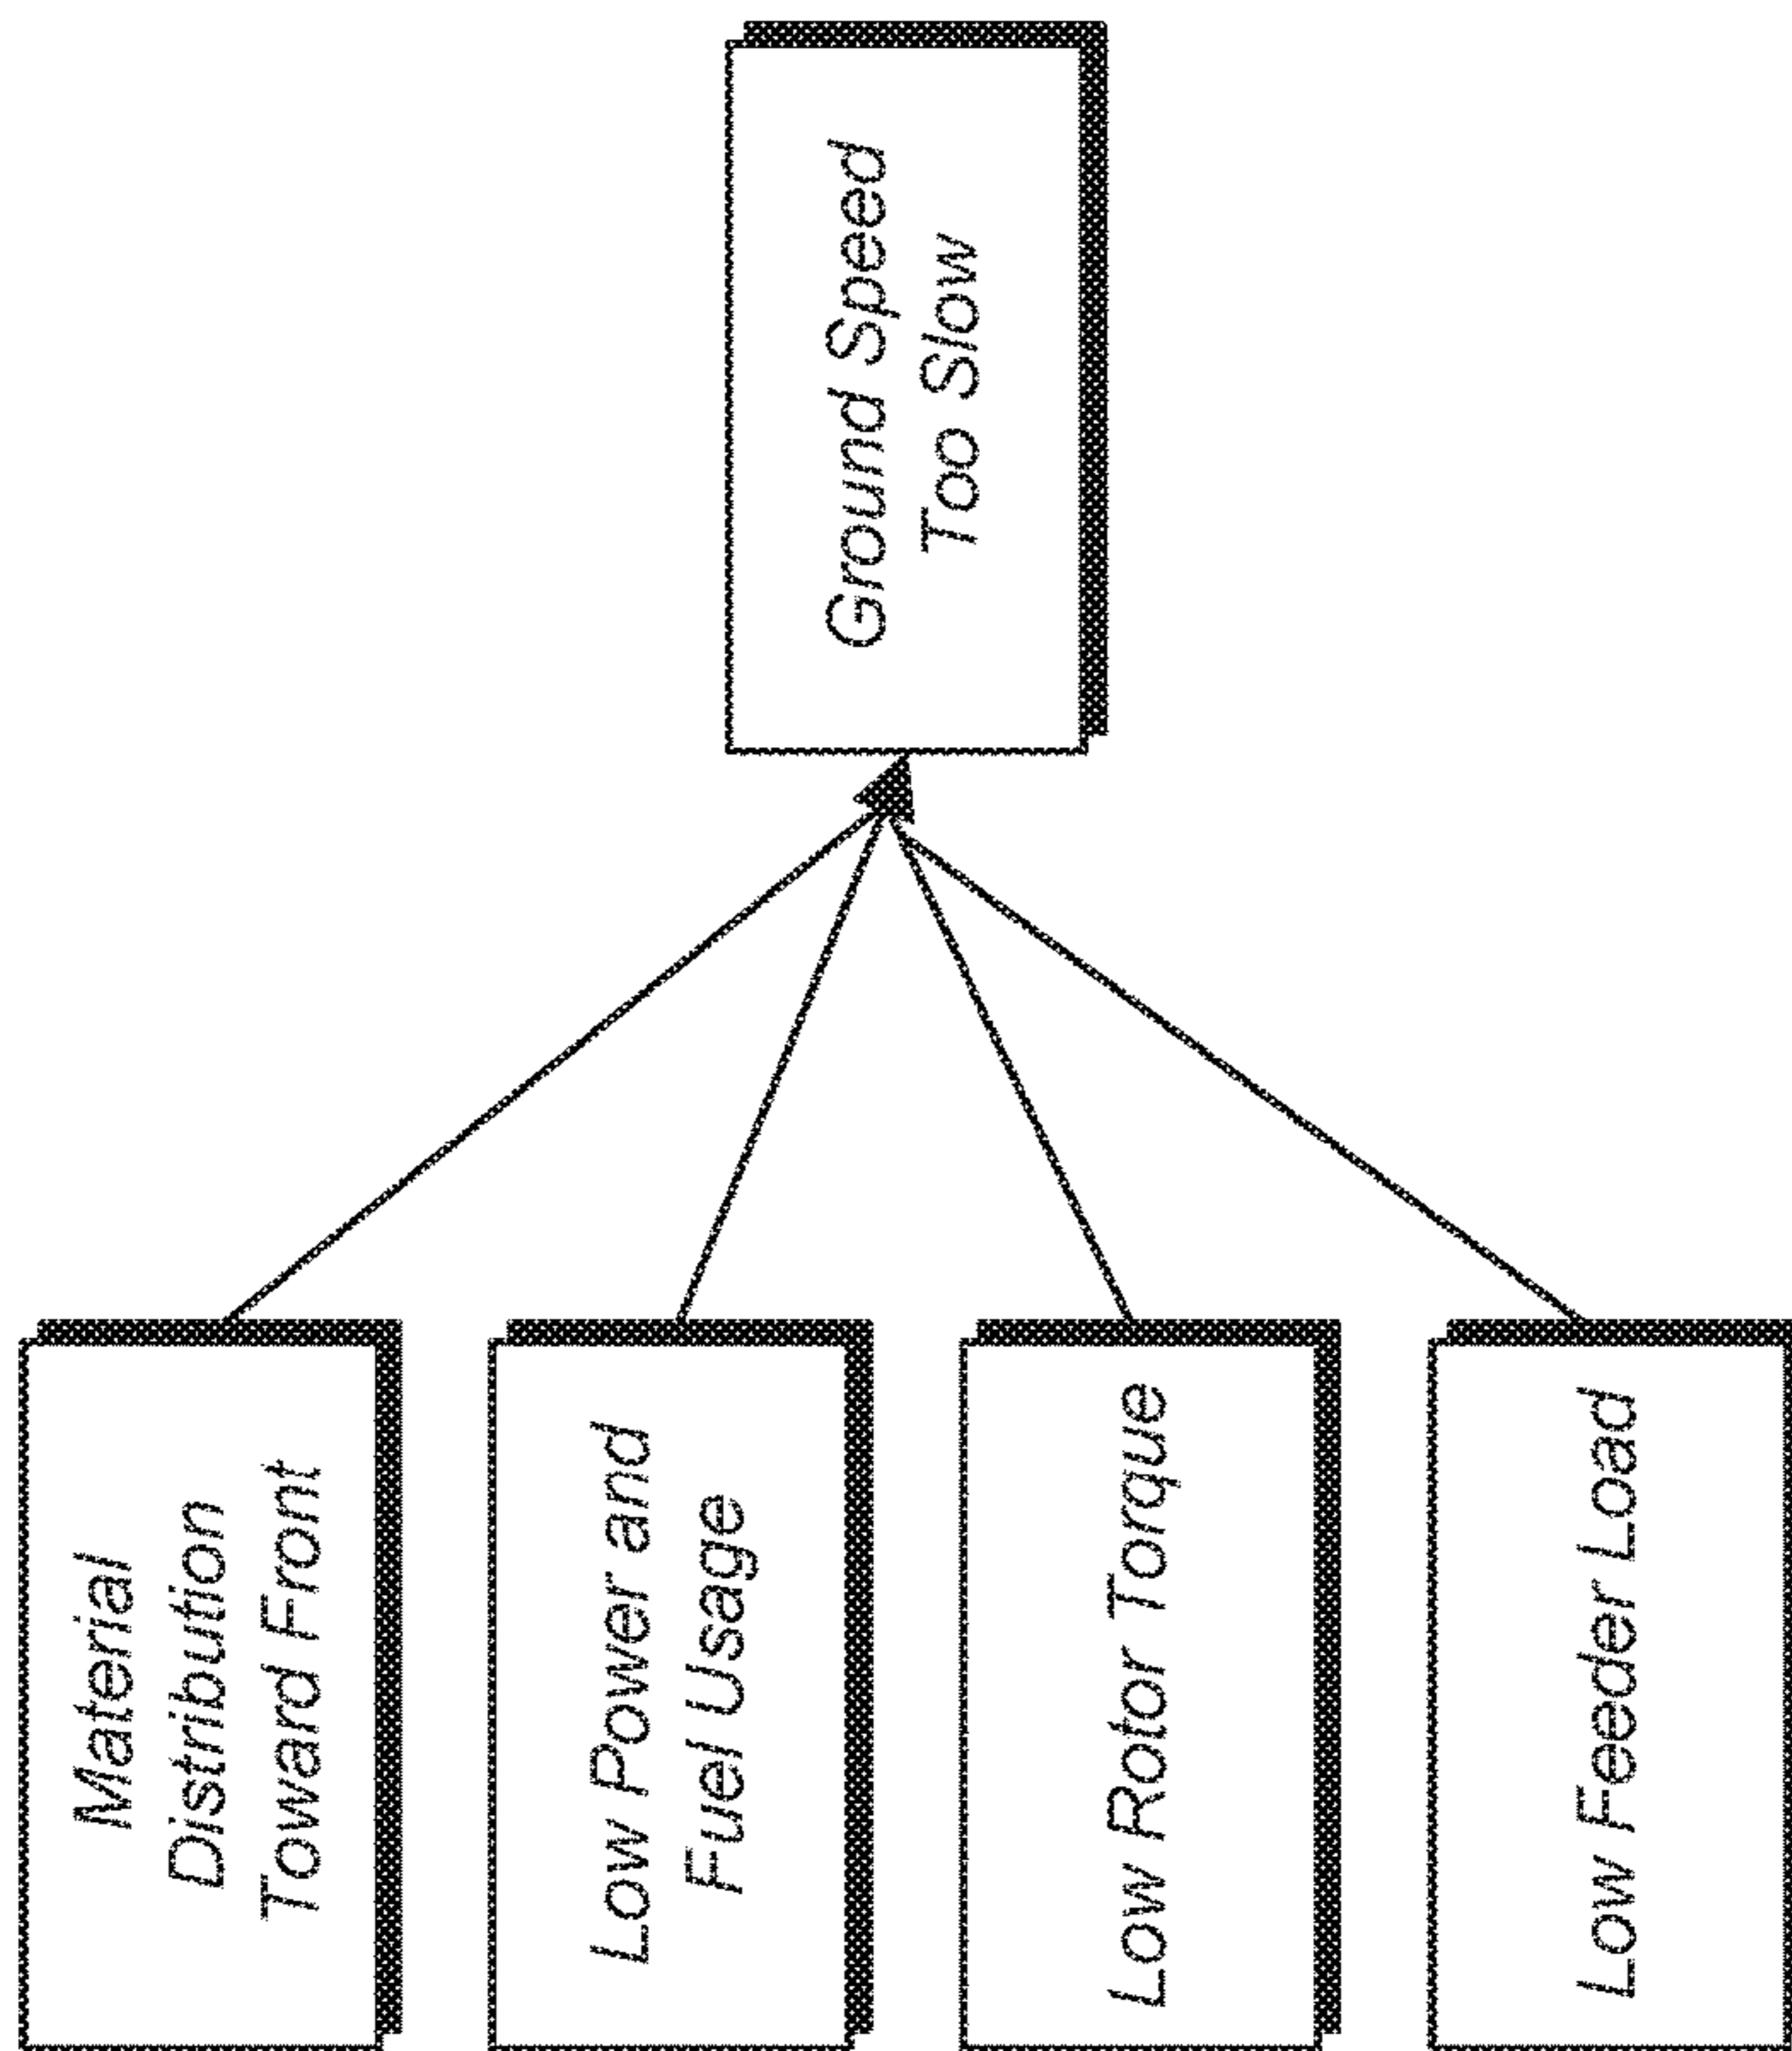 Material
Distribution
Toward Front
Low Power and
Fuel Usage
Low Rotor Torque
Low Feeder Load
Ground Speed
Too Slow